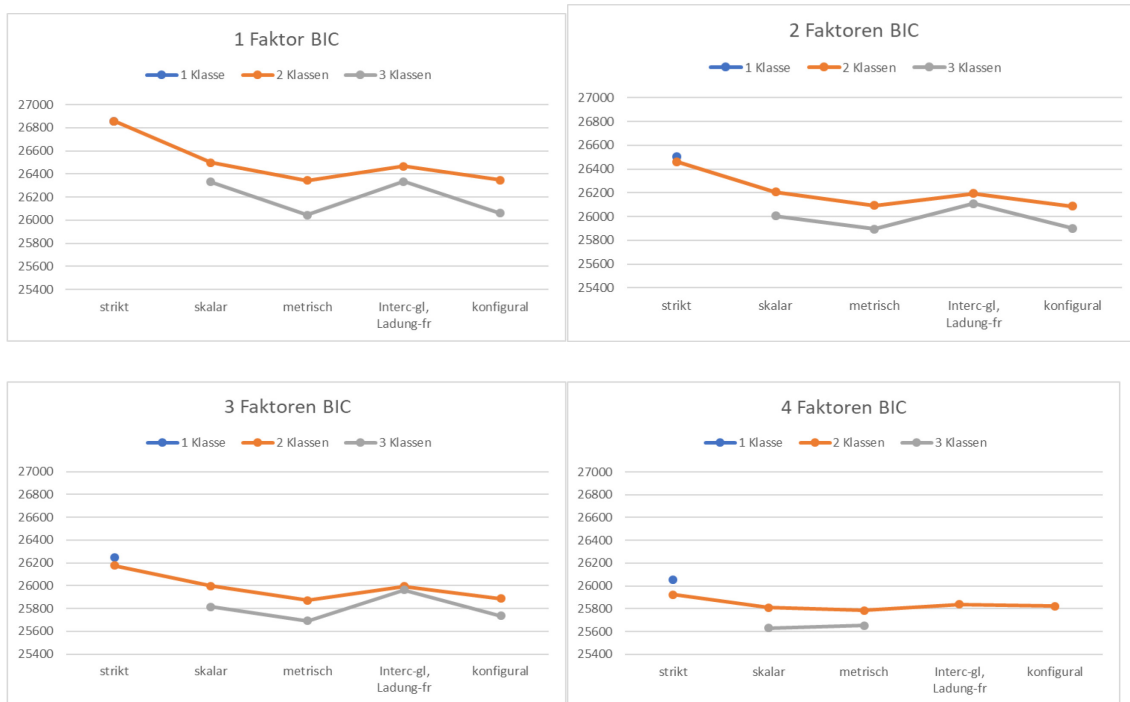 1 Faktor BIC
1 Klasse 2 Klassen 3 Klassen
27000
26800
26600
26400
26200
26000
25800
25600
25400
strikt skalar metrisch Interc-gl, konfigural
Ladung-fr
2 Faktoren BIC
1 Klasse 2 Klassen 3 Klassen
27000
26800
26600
26400
26200
26000
25800
25600
25400
strikt skalar metrisch Interc-gl, konfigural
Ladung-fr
3 Faktoren BIC
1 Klasse 2 Klassen 3 Klassen
27000
26800
26600
26400
26200
26000
25800
25600
25400
strikt skalar metrisch Interc-gl, konfigural
Ladung-fr
4 Faktoren BIC
1 Klasse 2 Klassen 3 Klassen
27000
26800
26600
26400
26200
26000
25800
25600
25400
strikt skalar metrisch Interc-gl, konfigural
Ladung-fr